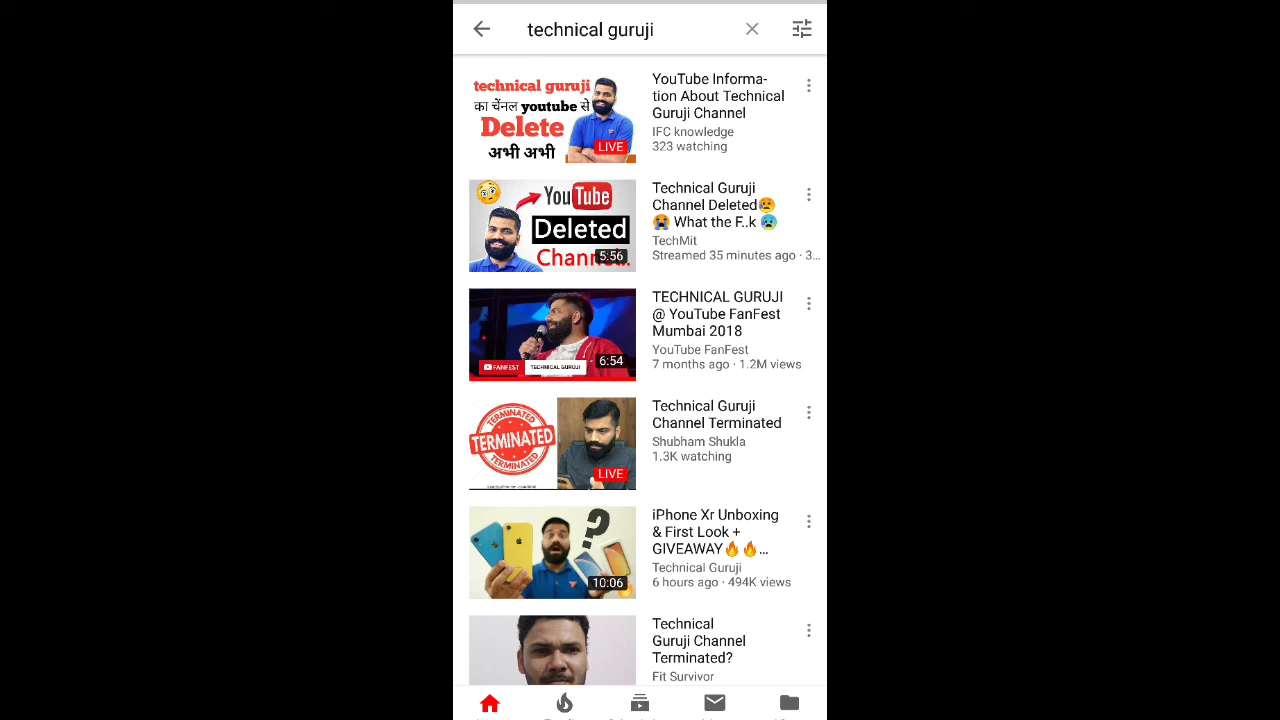 technical guruji
technical guruji
का चेंनल youtube से
Delete
अभी अभी
LIVE
YouTube Informa-
tion About Technical
Guruji Channel
IFC knowledge
323 watching
YouTube
Deleted
Channel..
5:56
Technical Guruji
Channel Deleted😥
😭 What the F..k 😰
TechMit
Streamed 35 minutes ago · 3...
FANFEST
TECHNICAL GURUJI
6:54
TECHNICAL GURUJI
@ YouTube FanFest
Mumbai 2018
YouTube FanFest
7 months ago · 1.2M views
TERMINATED
TERMINATED
TERMINATED
LIVE
Technical Guruji
Channel Terminated
Shubham Shukla
1.3K watching
?
10:06
iPhone Xr Unboxing
& First Look +
GIVEAWAY🔥🔥...
Technical Guruji
6 hours ago · 494K views
Technical
Guruji Channel
Terminated?
Fit Survivor